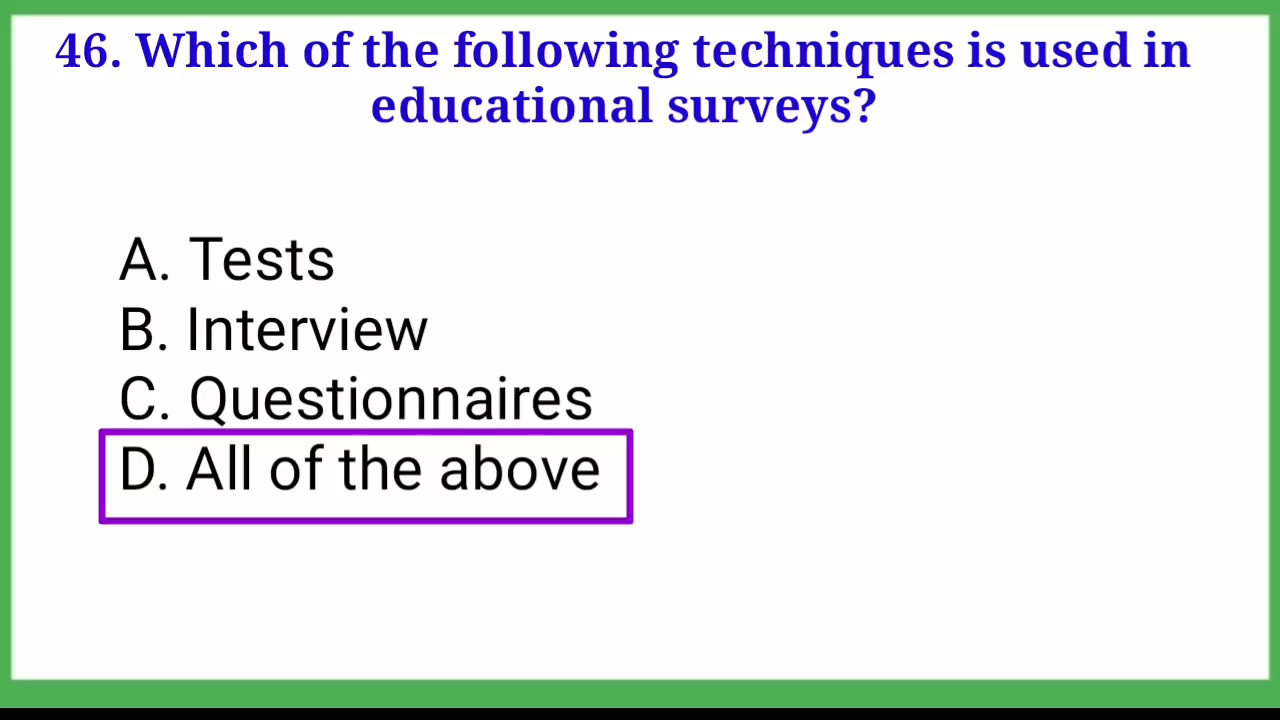 46. Which of the following techniques is used in
educational surveys?
A. Tests
B. Interview
C. Questionnaires
D. All of the above